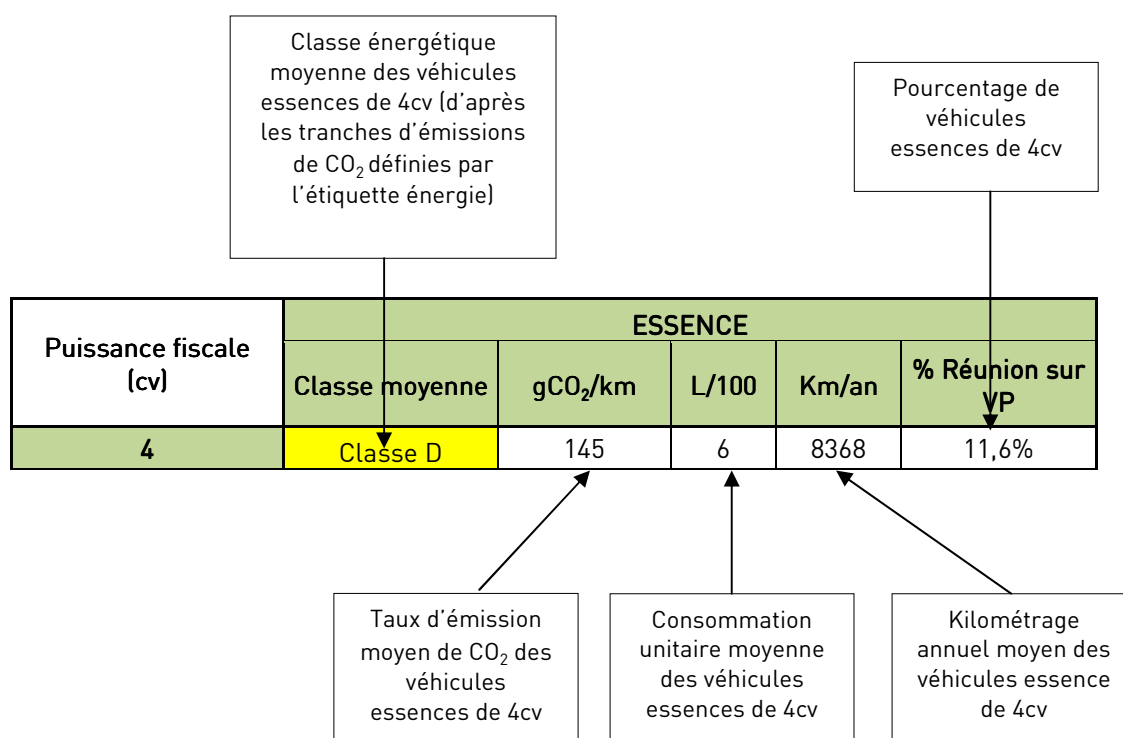 Classe énergétique
moyenne des véhicules
essences de 4cv (d'après
les tranches d'émissions
de CO₂ définies par
l'étiquette énergie)
Pourcentage de
véhicules
essences de 4cv
Puissance fiscale
(cv)
ESSENCE
Classe moyenne
gCO₂/km
L/100
Km/an
% Réunion sur
VP
4
Classe D
145
6
8368
11,6%
Taux d'émission
moyen de CO₂ des
véhicules
essences de 4cv
Consommation
unitaire moyenne
des véhicules
essences de 4cv
Kilométrage
annuel moyen des
véhicules essence
de 4cv